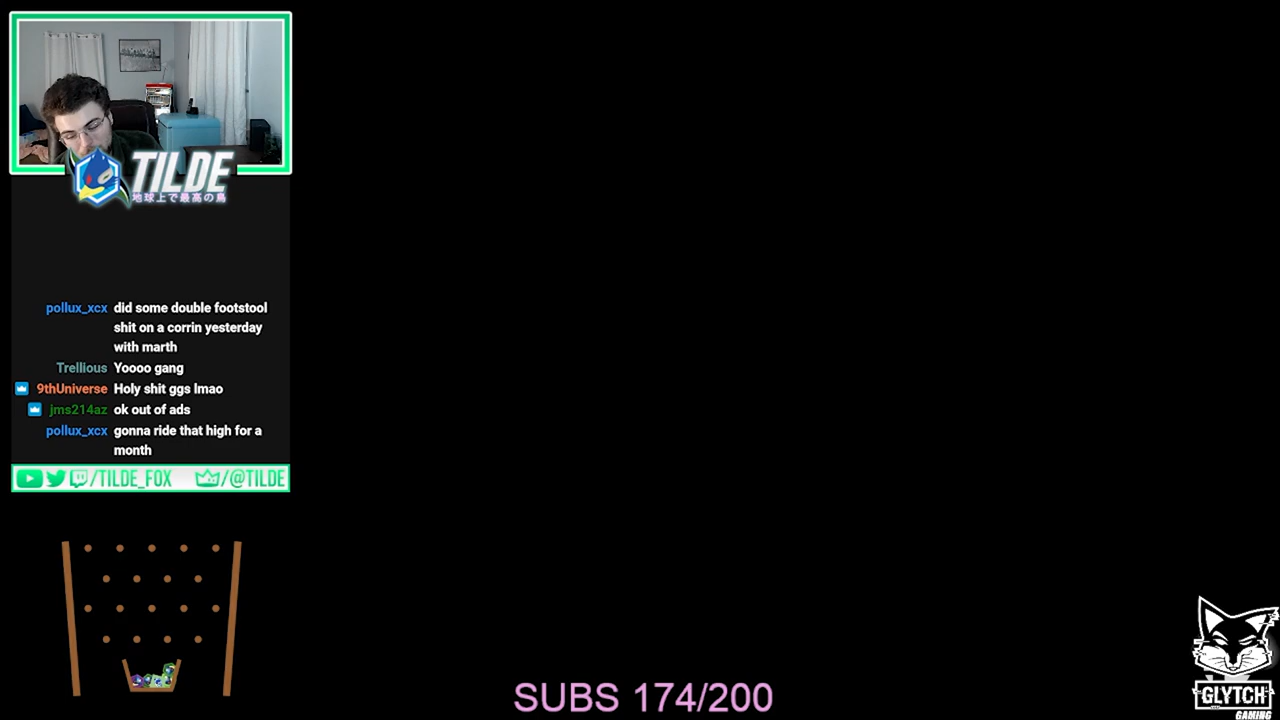 TILDE
地球上で最高の鳥
pollux_xcx did some double footstool
shit on a corrin yesterday
with marth
Trellious Yoooo gang
9thUniverse Holy shit ggs lmao
jms214az ok out of ads
pollux_xcx gonna ride that high for a
month
/TILDE_FOX /@TILDE
SUBS 174/200
GLYTCH
GAMING